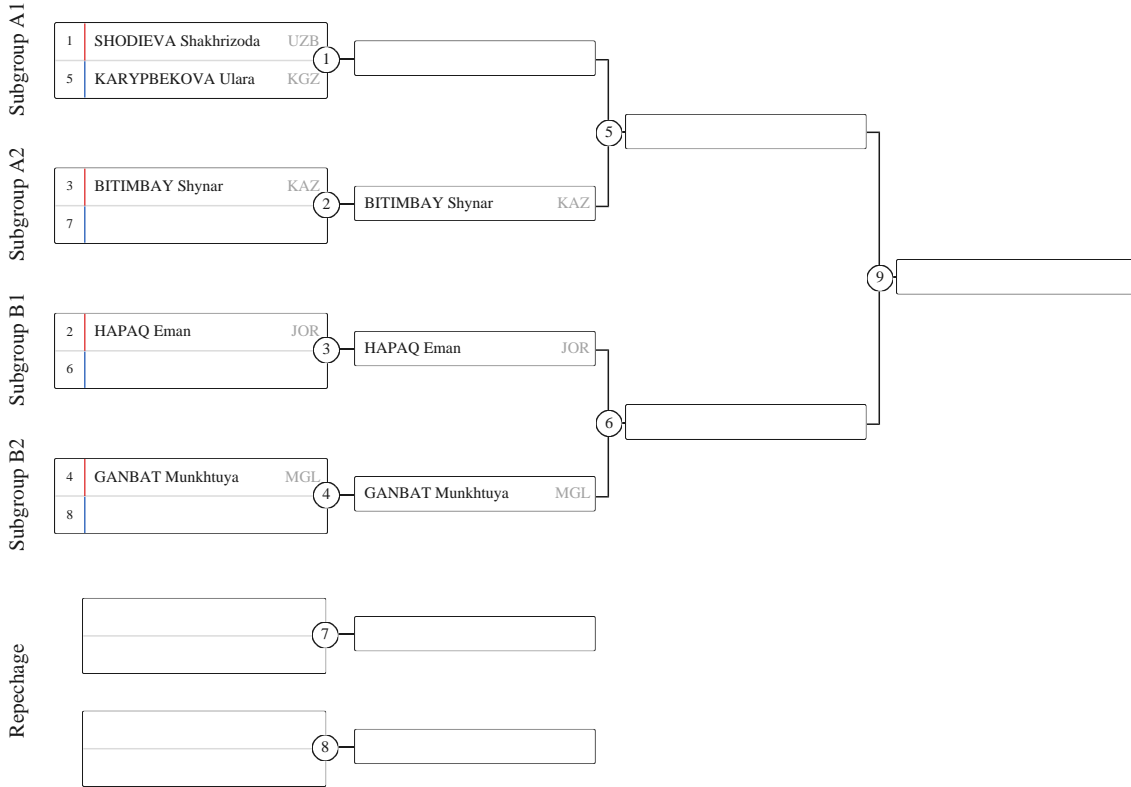 Subgroup A1
1 SHODIEVA Shakhrizoda UZB
1
5 KARYPBEKOVA Ulara KGZ
5
Subgroup A2
3 BITIMBAY Shynar KAZ
2
BITIMBAY Shynar KAZ
7
9
Subgroup B1
2 HAPAQ Eman JOR
3
HAPAQ Eman JOR
6
6
Subgroup B2
4 GANBAT Munkhtuya MGL
4
GANBAT Munkhtuya MGL
8
Repechage
7
8